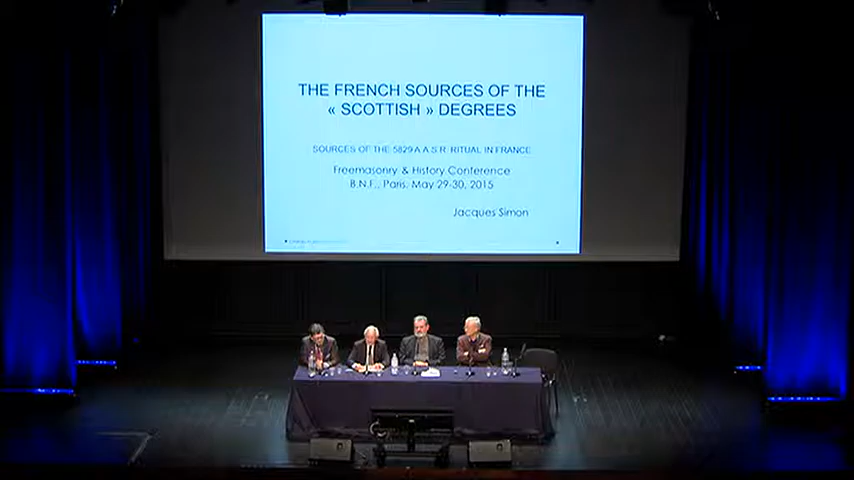 THE FRENCH SOURCES OF THE
« SCOTTISH » DEGREES
SOURCES OF THE 5829 A.A.S.R. RITUAL IN FRANCE
Freemasonry & History Conference
B.N.F., Paris, May 29-30, 2015
Jacques Simon